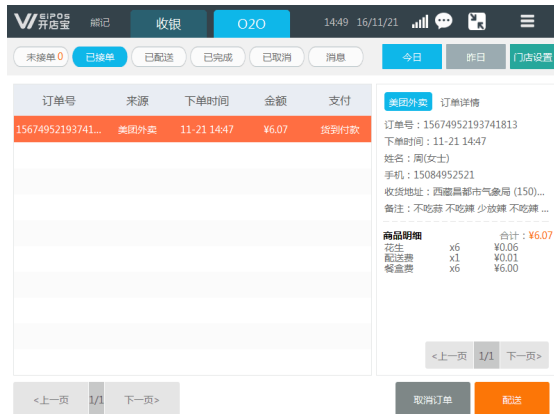 EIPOS
开店宝 能记 收银 O2O 14:49 16/11/21
未接单 0 已接单 已配送 已完成 已取消 消息 今日 昨日 门店设置
订单号 来源 下单时间 金额 支付
15674952193741... 美团外卖 11-21 14:47 ¥6.07 货到付款
美团外卖 订单详情
订单号：15674952193741813
下单时间：11-21 14:47
姓名：周(女士)
手机：15084952521
收货地址：西藏昌都市气象局 (150)...
备注：不吃蒜 不吃辣 少放辣 不吃辣 ...
商品明细 合计：¥6.07
花生 x6 ¥0.06
配送费 x1 ¥0.01
餐盒费 x6 ¥6.00
<上一页 1/1 下一页>
<上一页 1/1 下一页>
取消订单 配送